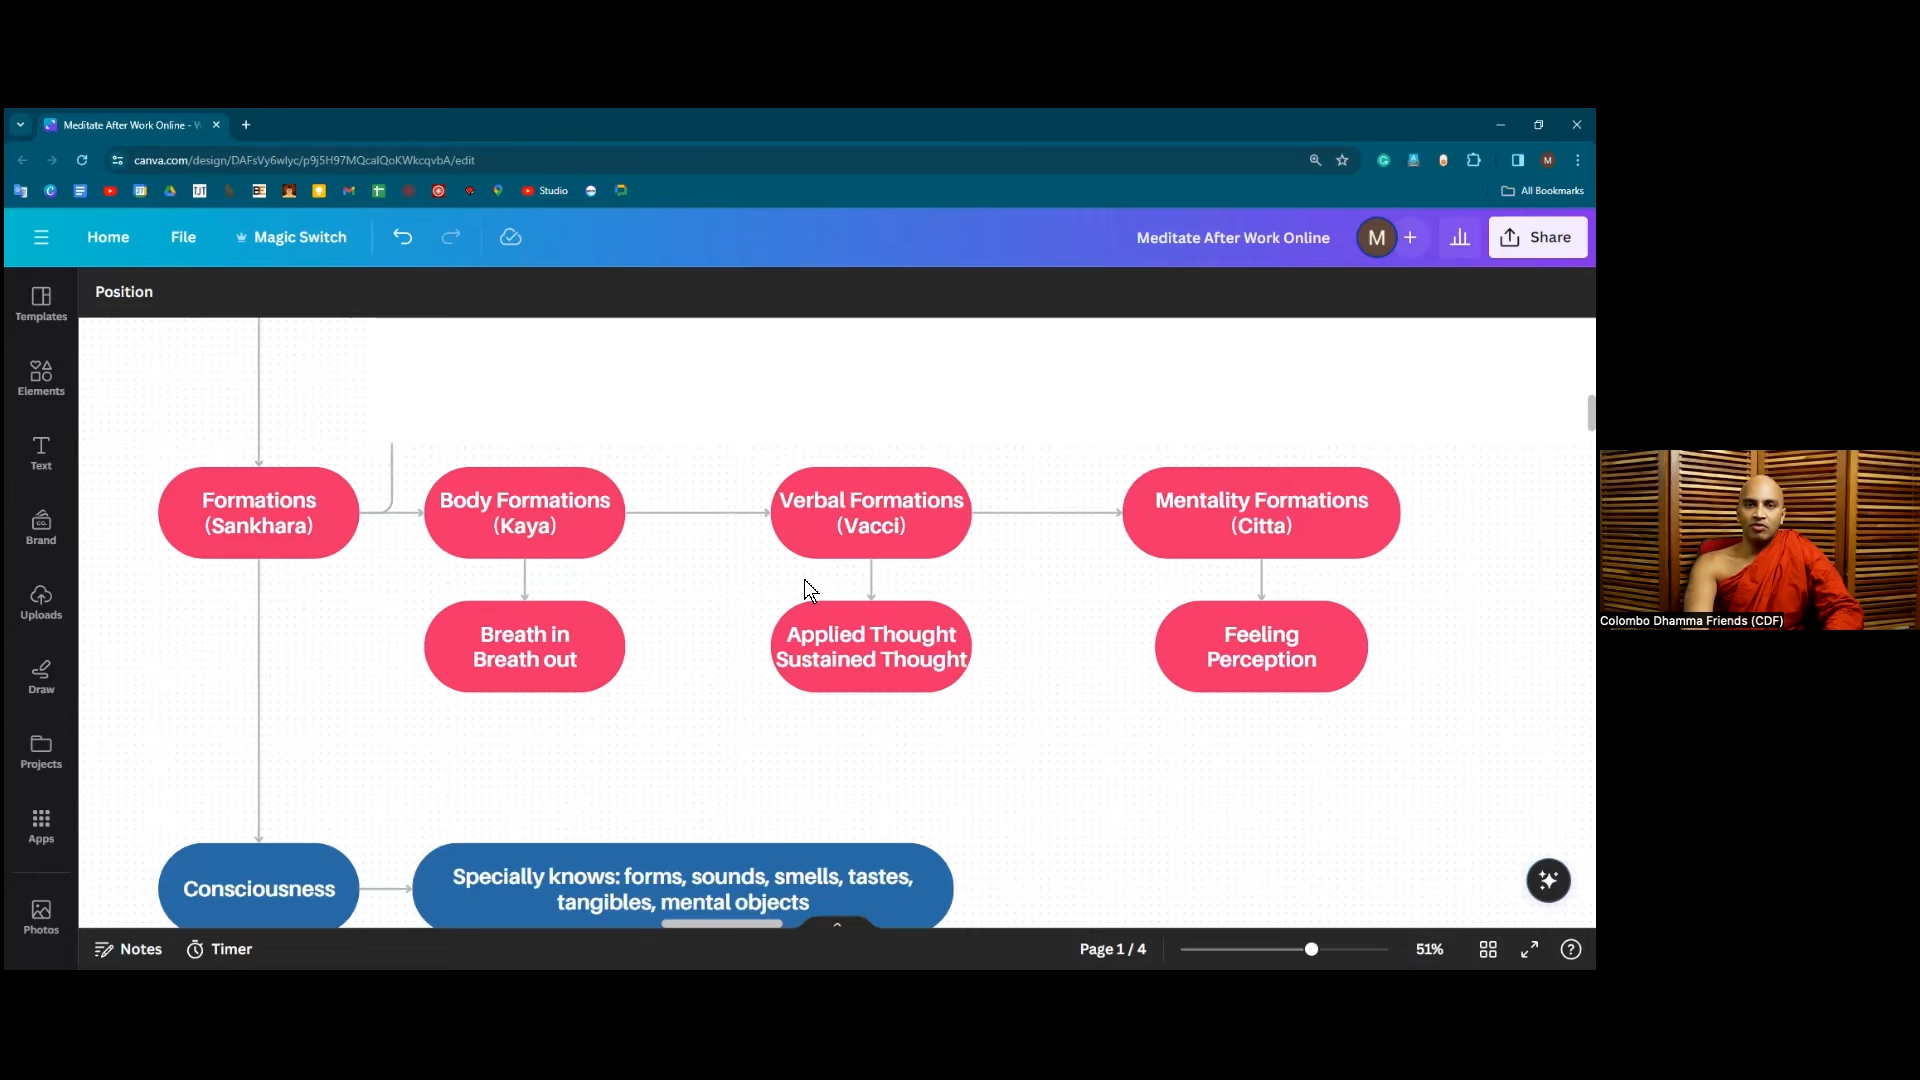 Meditate After Work Online - W
canva.com/design/DAFsVy6wlyc/p9j5H97MQcalQoKWkcqvbA/edit
Studio
All Bookmarks
Home
File
Magic Switch
Meditate After Work Online
M
Share
Position
Templates
Elements
Text
Brand
Uploads
Draw
Projects
Apps
Photos
Formations
(Sankhara)
Body Formations
(Kaya)
Verbal Formations
(Vacci)
Mentality Formations
(Citta)
Breath in
Breath out
Applied Thought
Sustained Thought
Feeling
Perception
Consciousness
Specially knows: forms, sounds, smells, tastes,
tangibles, mental objects
Notes
Timer
Page 1 / 4
51%
Colombo Dhamma Friends (CDF)